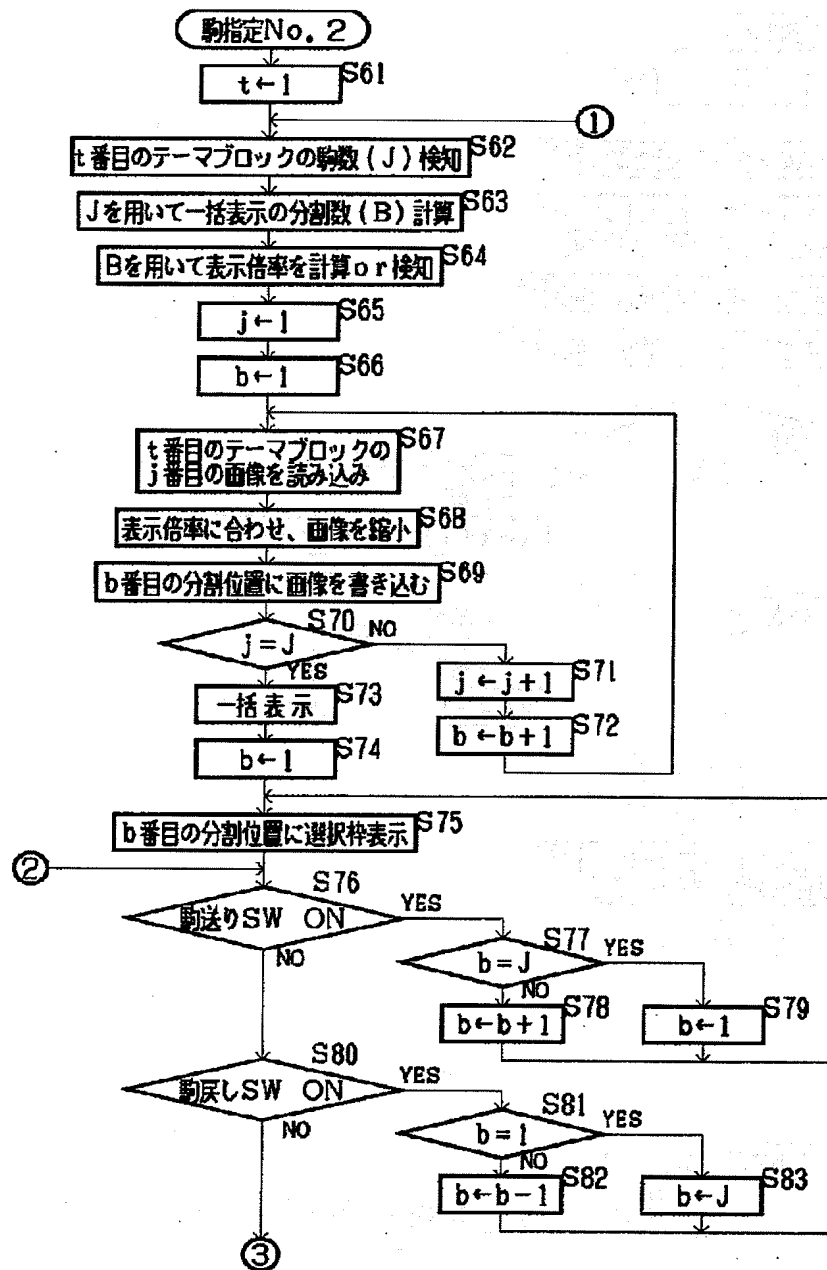 駒指定No.2
t←1
S61
①
t番目のテーマブロックの駒数(J)検知
S62
Jを用いて一括表示の分割数(B)計算
S63
Bを用いて表示倍率を計算or検知
S64
j←1
S65
b←1
S66
t番目のテーマブロックの
j番目の画像を読み込み
S67
表示倍率に合わせ、画像を縮小
S68
b番目の分割位置に画像を書き込む
S69
j=J
S70
NO
YES
j←j+1
S71
b←b+1
S72
一括表示
S73
b←1
S74
b番目の分割位置に選択枠表示
S75
②
駒送りSW ON
S76
YES
NO
b=J
S77
YES
NO
b←b+1
S78
b←1
S79
駒戻しSW ON
S80
YES
NO
b=1
S81
YES
NO
b←b-1
S82
b←J
S83
③